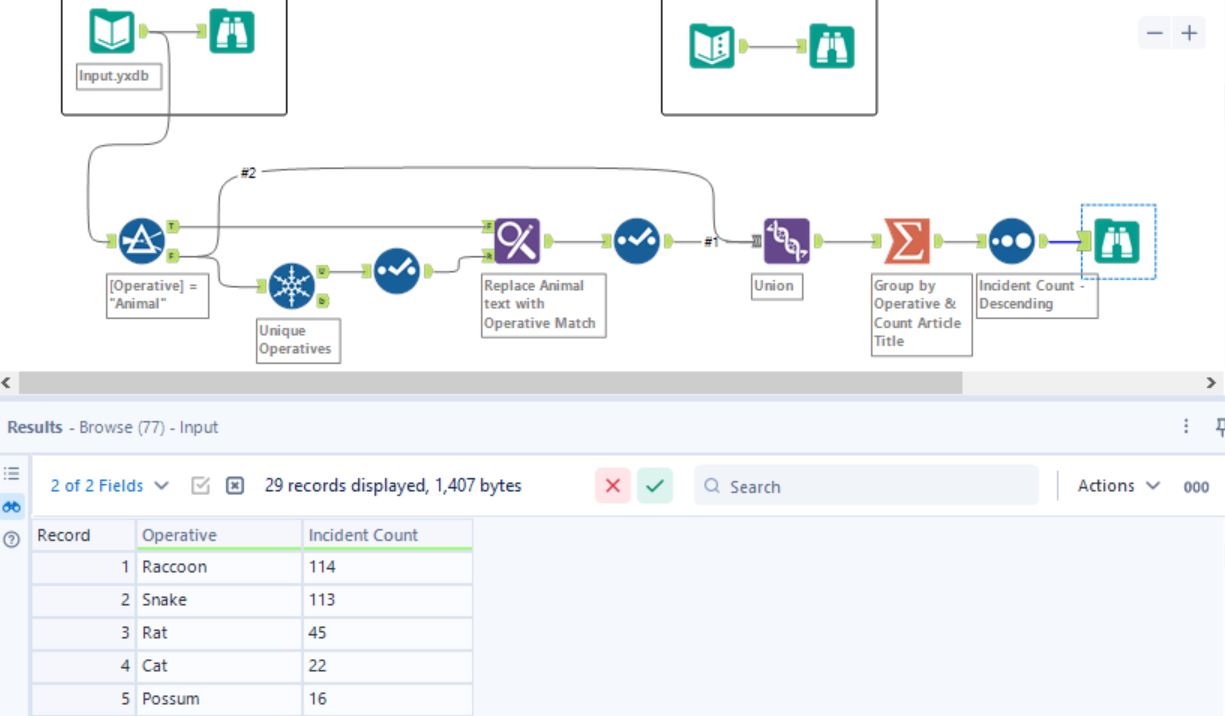 Input.yxdb
#2
T
F
[Operative] =
"Animal"
Unique
Operatives
Replace Animal
text with
Operative Match
#1
Union
Group by
Operative &
Count Article
Title
Incident Count -
Descending
Results - Browse (77) - Input
2 of 2 Fields
29 records displayed, 1,407 bytes
Search
Actions
000
Record Operative Incident Count
1 Raccoon 114
2 Snake 113
3 Rat 45
4 Cat 22
5 Possum 16